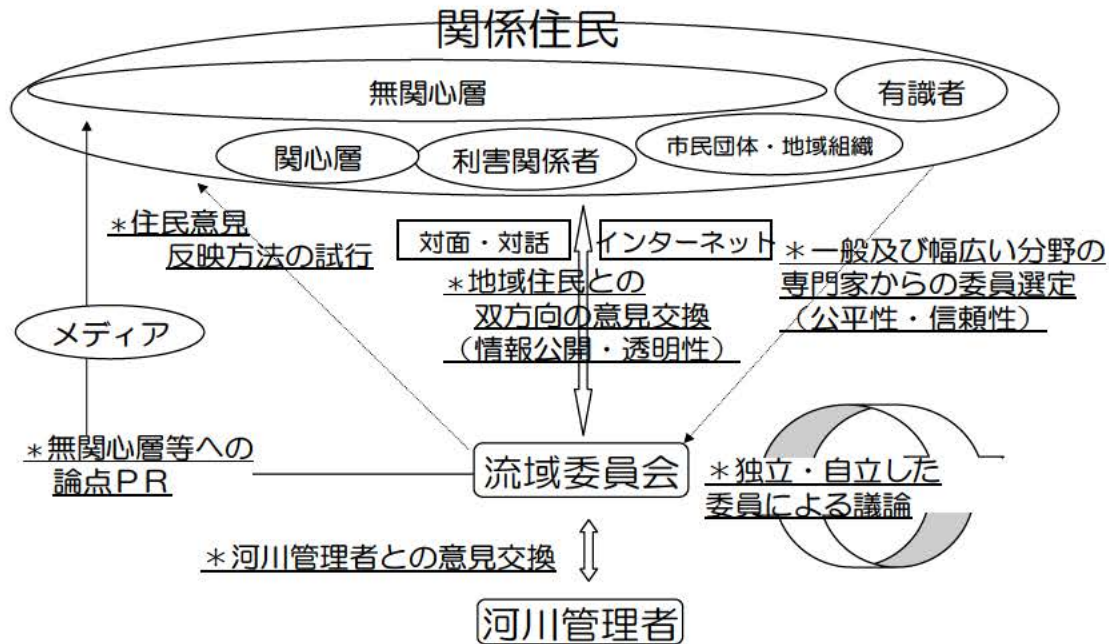 関係住民
無関心層
有識者
関心層
利害関係者
市民団体・地域組織
＊住民意見
反映方法の試行
対面・対話
インターネット
＊地域住民との
双方向の意見交換
（情報公開・透明性）
＊一般及び幅広い分野の
専門家からの委員選定
（公平性・信頼性）
メディア
＊無関心層等への
論点ＰＲ
流域委員会
＊独立・自立した
委員による議論
＊河川管理者との意見交換
河川管理者